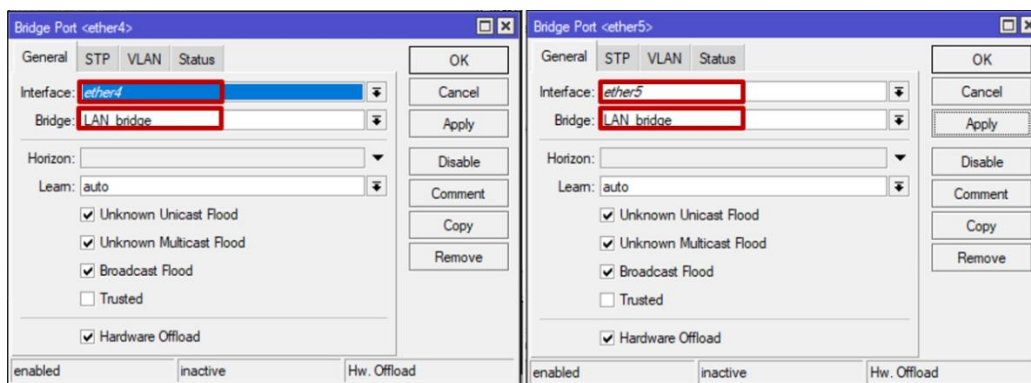 Bridge Port <ether4>
General STP VLAN Status
OK
Interface: ether4
Cancel
Bridge: LAN_bridge
Apply
Horizon:
Disable
Learn: auto
Comment
Unknown Unicast Flood
Copy
Unknown Multicast Flood
Remove
Broadcast Flood
Trusted
Hardware Offload
enabled inactive Hw. Offload
Bridge Port <ether5>
General STP VLAN Status
OK
Interface: ether5
Cancel
Bridge: LAN_bridge
Apply
Horizon:
Disable
Learn: auto
Comment
Unknown Unicast Flood
Copy
Unknown Multicast Flood
Remove
Broadcast Flood
Trusted
Hardware Offload
enabled inactive Hw. Offload